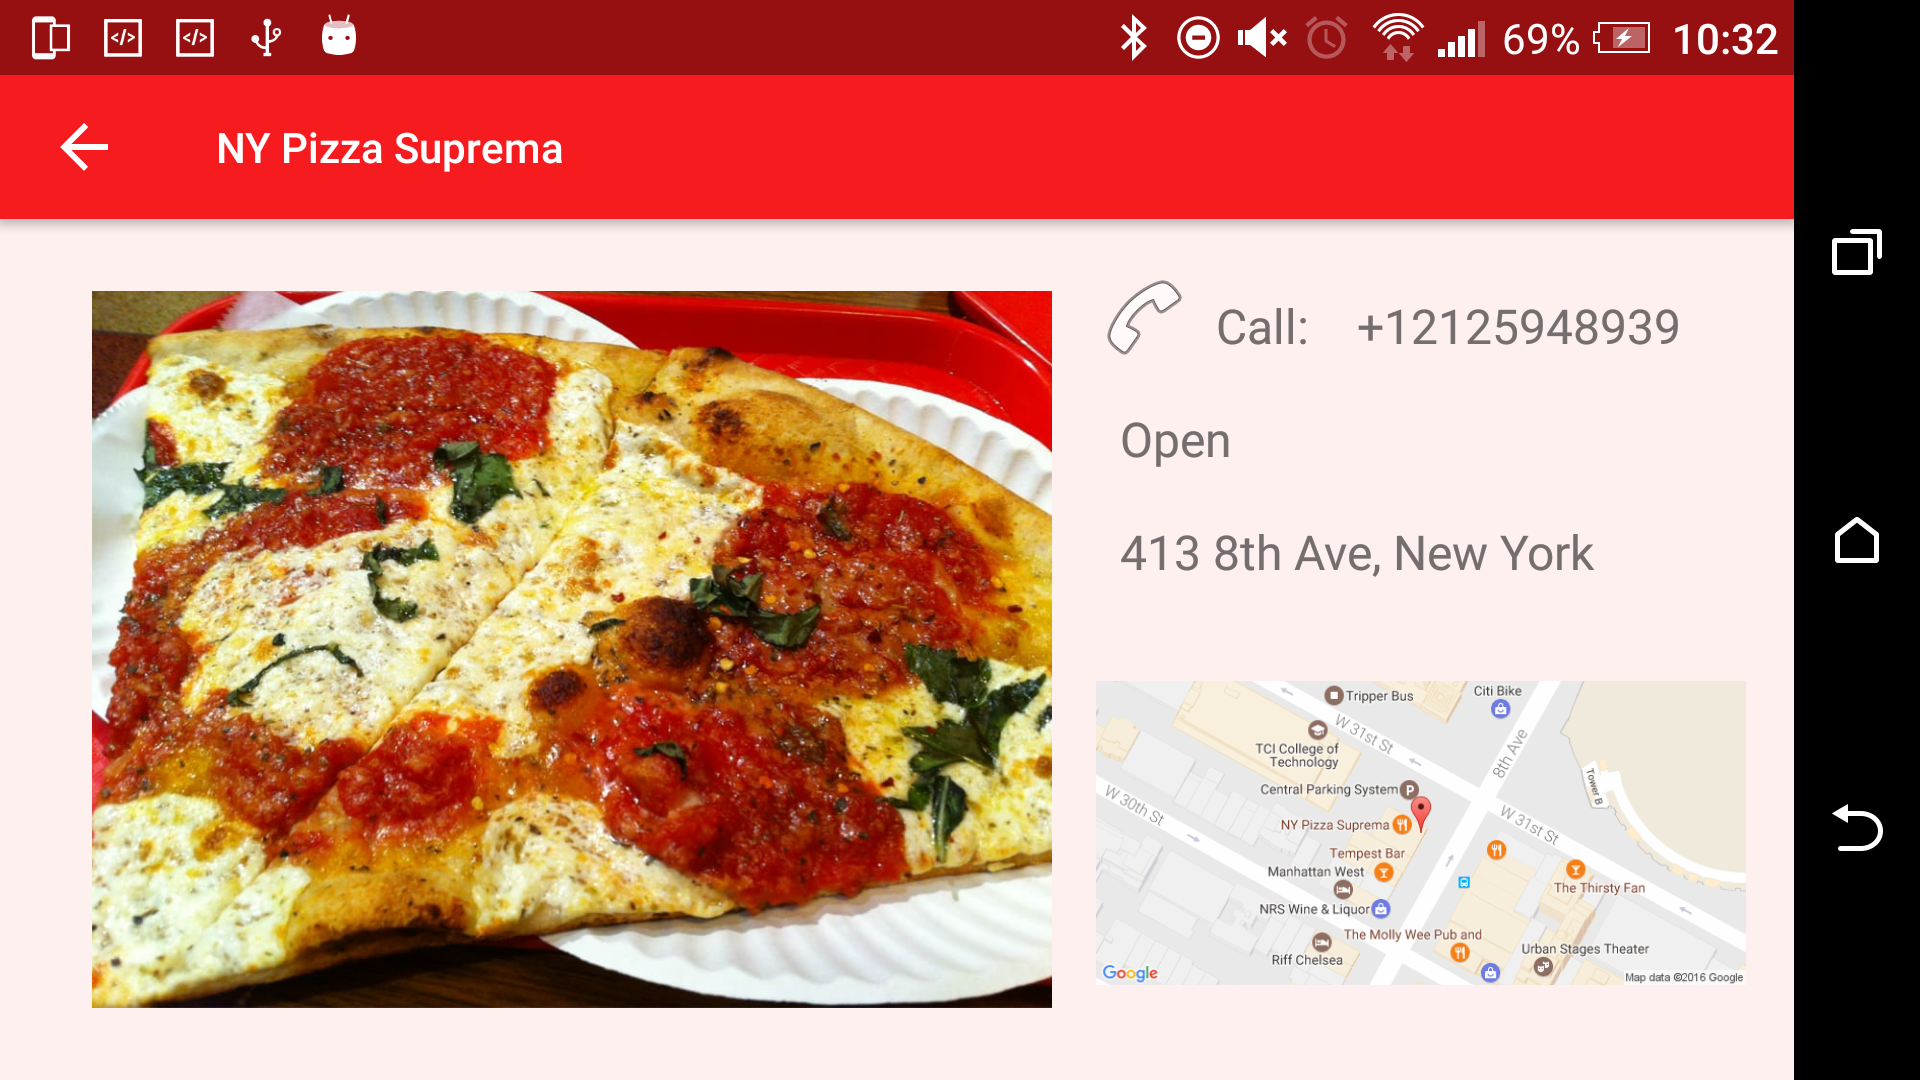 69% 10:32
NY Pizza Suprema
Call: +12125948939
Open
413 8th Ave, New York
Tripper Bus
Citi Bike
W 31st St
8th Ave
TCI College of
Technology
Tower B
Central Parking System
P
W 30th St
NY Pizza Suprema
W 31st St
Tempest Bar
Manhattan West
The Thirsty Fan
NRS Wine & Liquor
The Molly Wee Pub and
Urban Stages Theater
Riff Chelsea
Google
Map data ©2016 Google